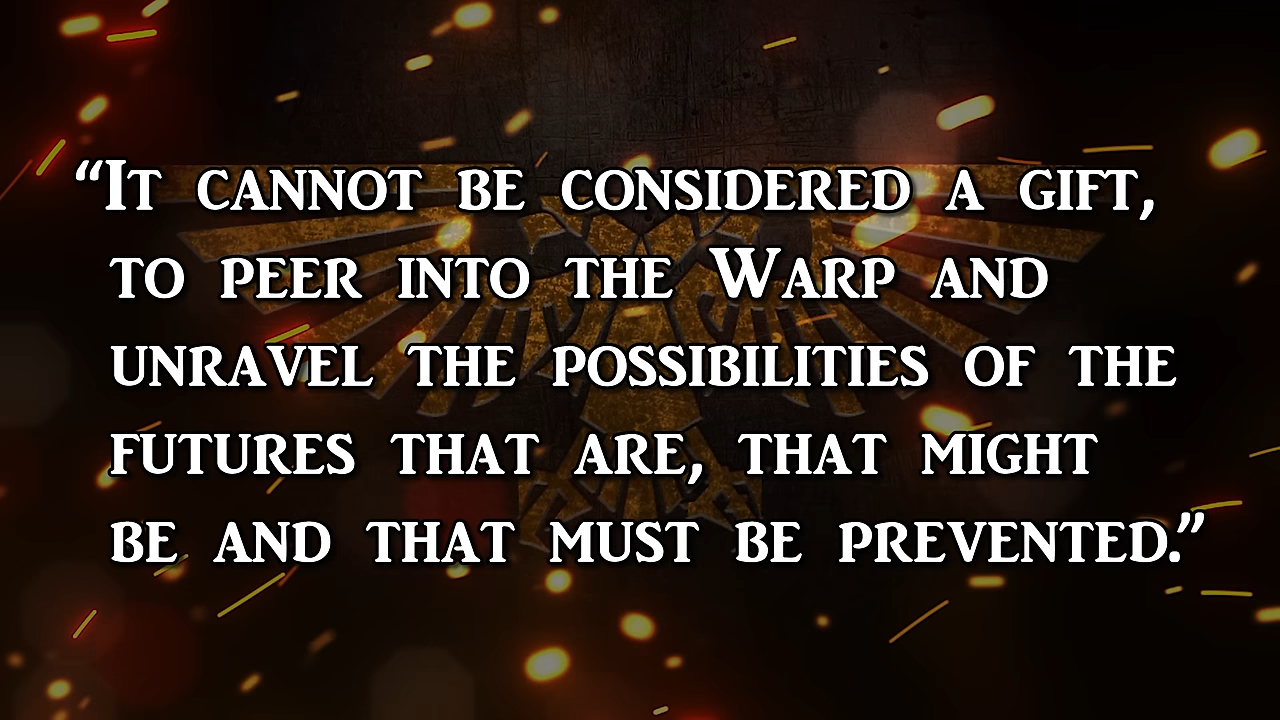 “It cannot be considered a gift,
to peer into the Warp and
unravel the possibilities of the
futures that are, that might
be and that must be prevented.”